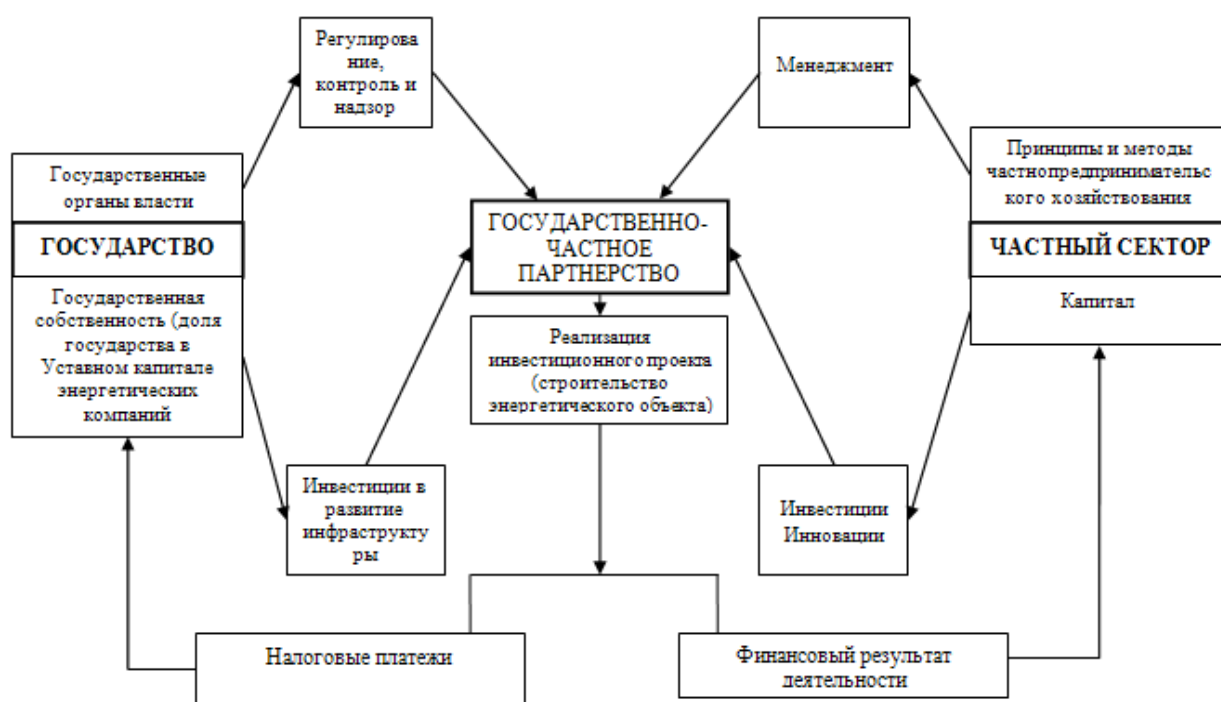 Регулирова
ние,
контроль и
надзор
Менеджмент
Государственные
органы власти
ГОСУДАРСТВО
Государственная
собственность (доля
государства в
Уставном капитале
энергетических
компаний
ГОСУДАРСТВЕННО-
ЧАСТНОЕ
ПАРТНЕРСТВО
Реализация
инвестиционного проекта
(строительство
энергетического объекта)
Принципы и методы
частнопредпринимательс
кого хозяйствования
ЧАСТНЫЙ СЕКТОР
Капитал
Инвестиции в
развитие
инфраструкту
ры
Инвестиции
Инновации
Налоговые платежи
Финансовый результат
деятельности